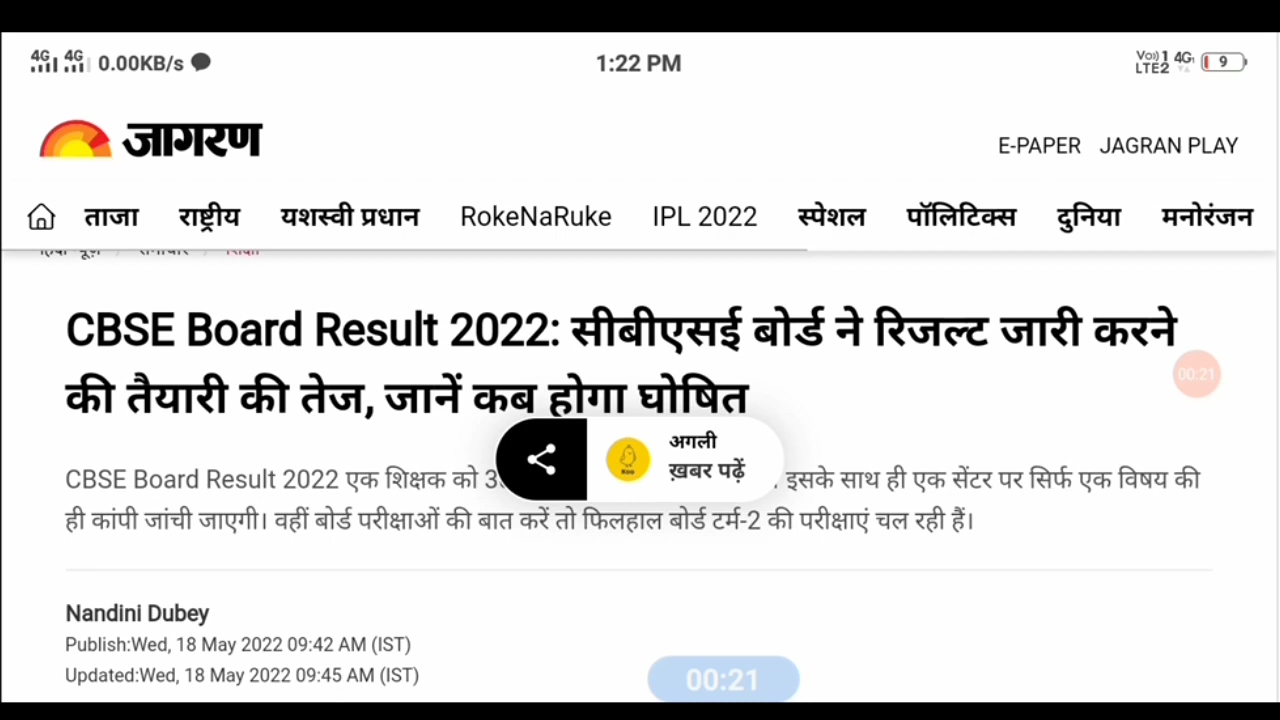 4G 4G 0.00KB/s 1:22 PM Vo)) 1 4G 9
LTE2
जागरण
E-PAPER JAGRAN PLAY
ताजा राष्ट्रीय यशस्वी प्रधान RokeNaRuke IPL 2022 स्पेशल पॉलिटिक्स दुनिया मनोरंजन
CBSE Board Result 2022: सीबीएसई बोर्ड ने रिजल्ट जारी करने
की तैयारी की तेज, जानें कब होगा घोषित
00:21
अगली
ख़बर पढ़ें
CBSE Board Result 2022 एक शिक्षक को इसके साथ ही एक सेंटर पर सिर्फ एक विषय की
ही कांपी जांची जाएगी। वहीं बोर्ड परीक्षाओं की बात करें तो फिलहाल बोर्ड टर्म-2 की परीक्षाएं चल रही हैं।
Nandini Dubey
Publish:Wed, 18 May 2022 09:42 AM (IST)
Updated:Wed, 18 May 2022 09:45 AM (IST)
00:21